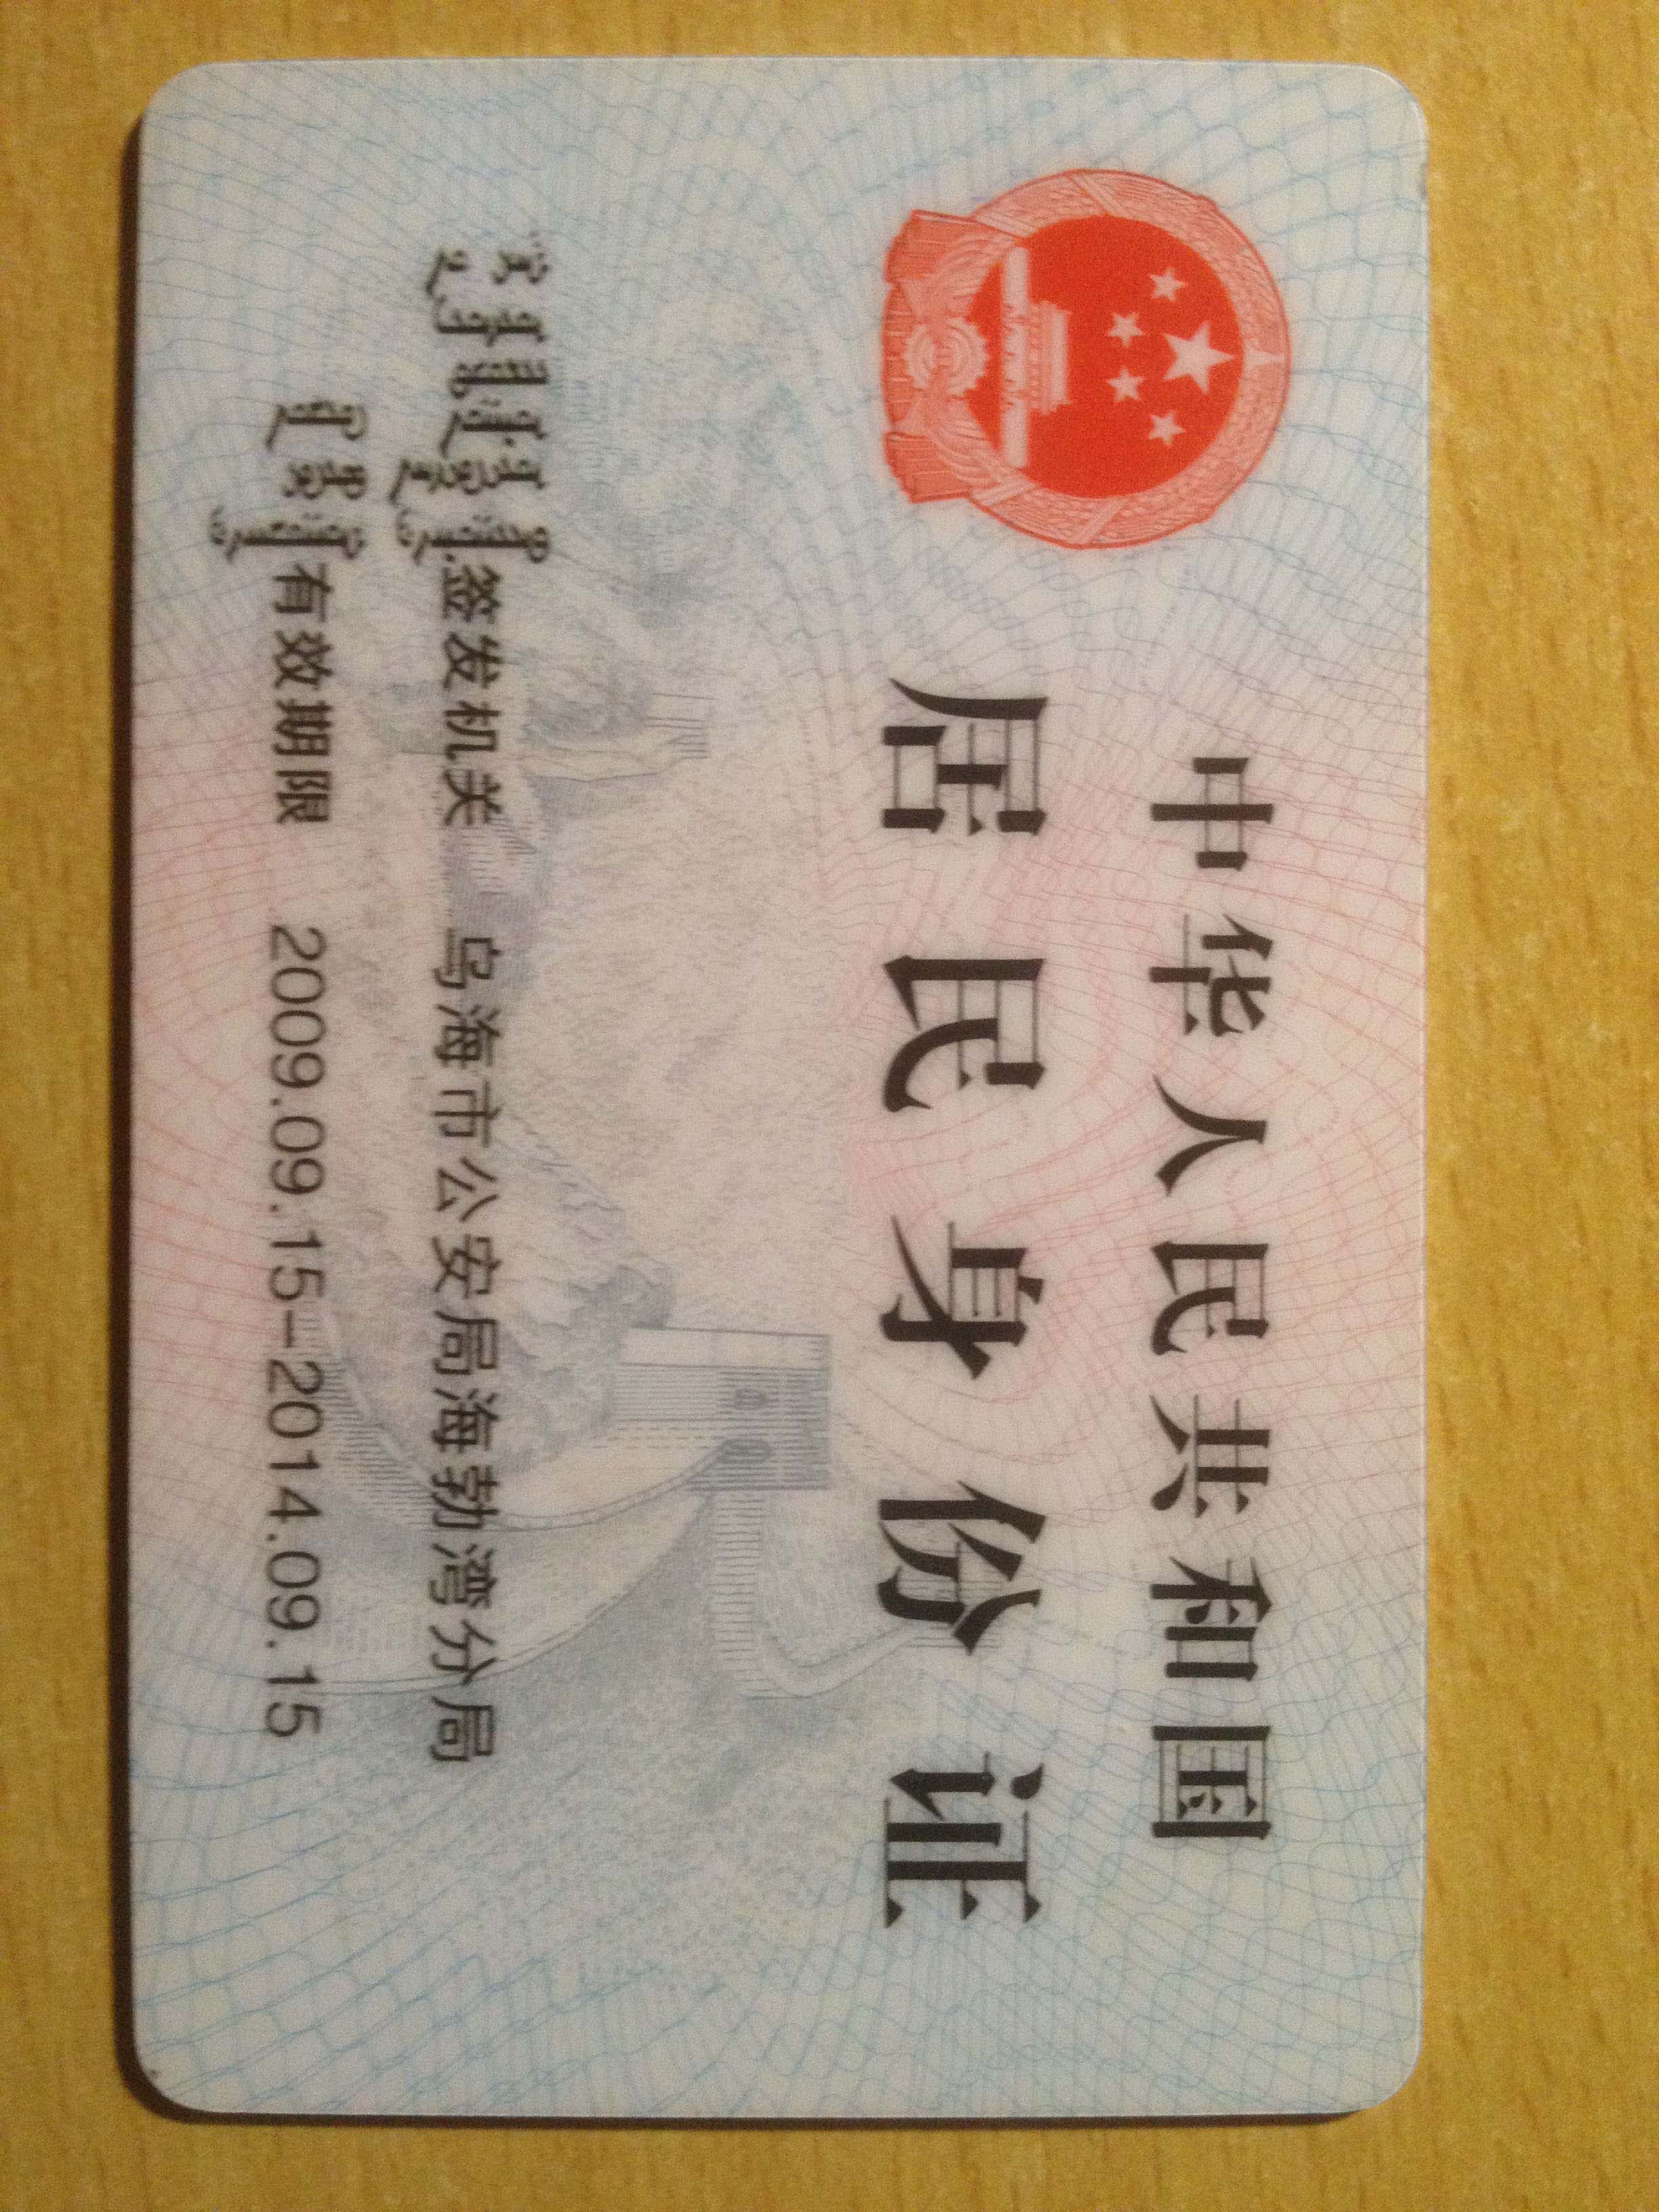 中华人民共和国
居民身份证
签发机关 乌海市公安局海勃湾分局
有效期限 2009.09.15-2014.09.15